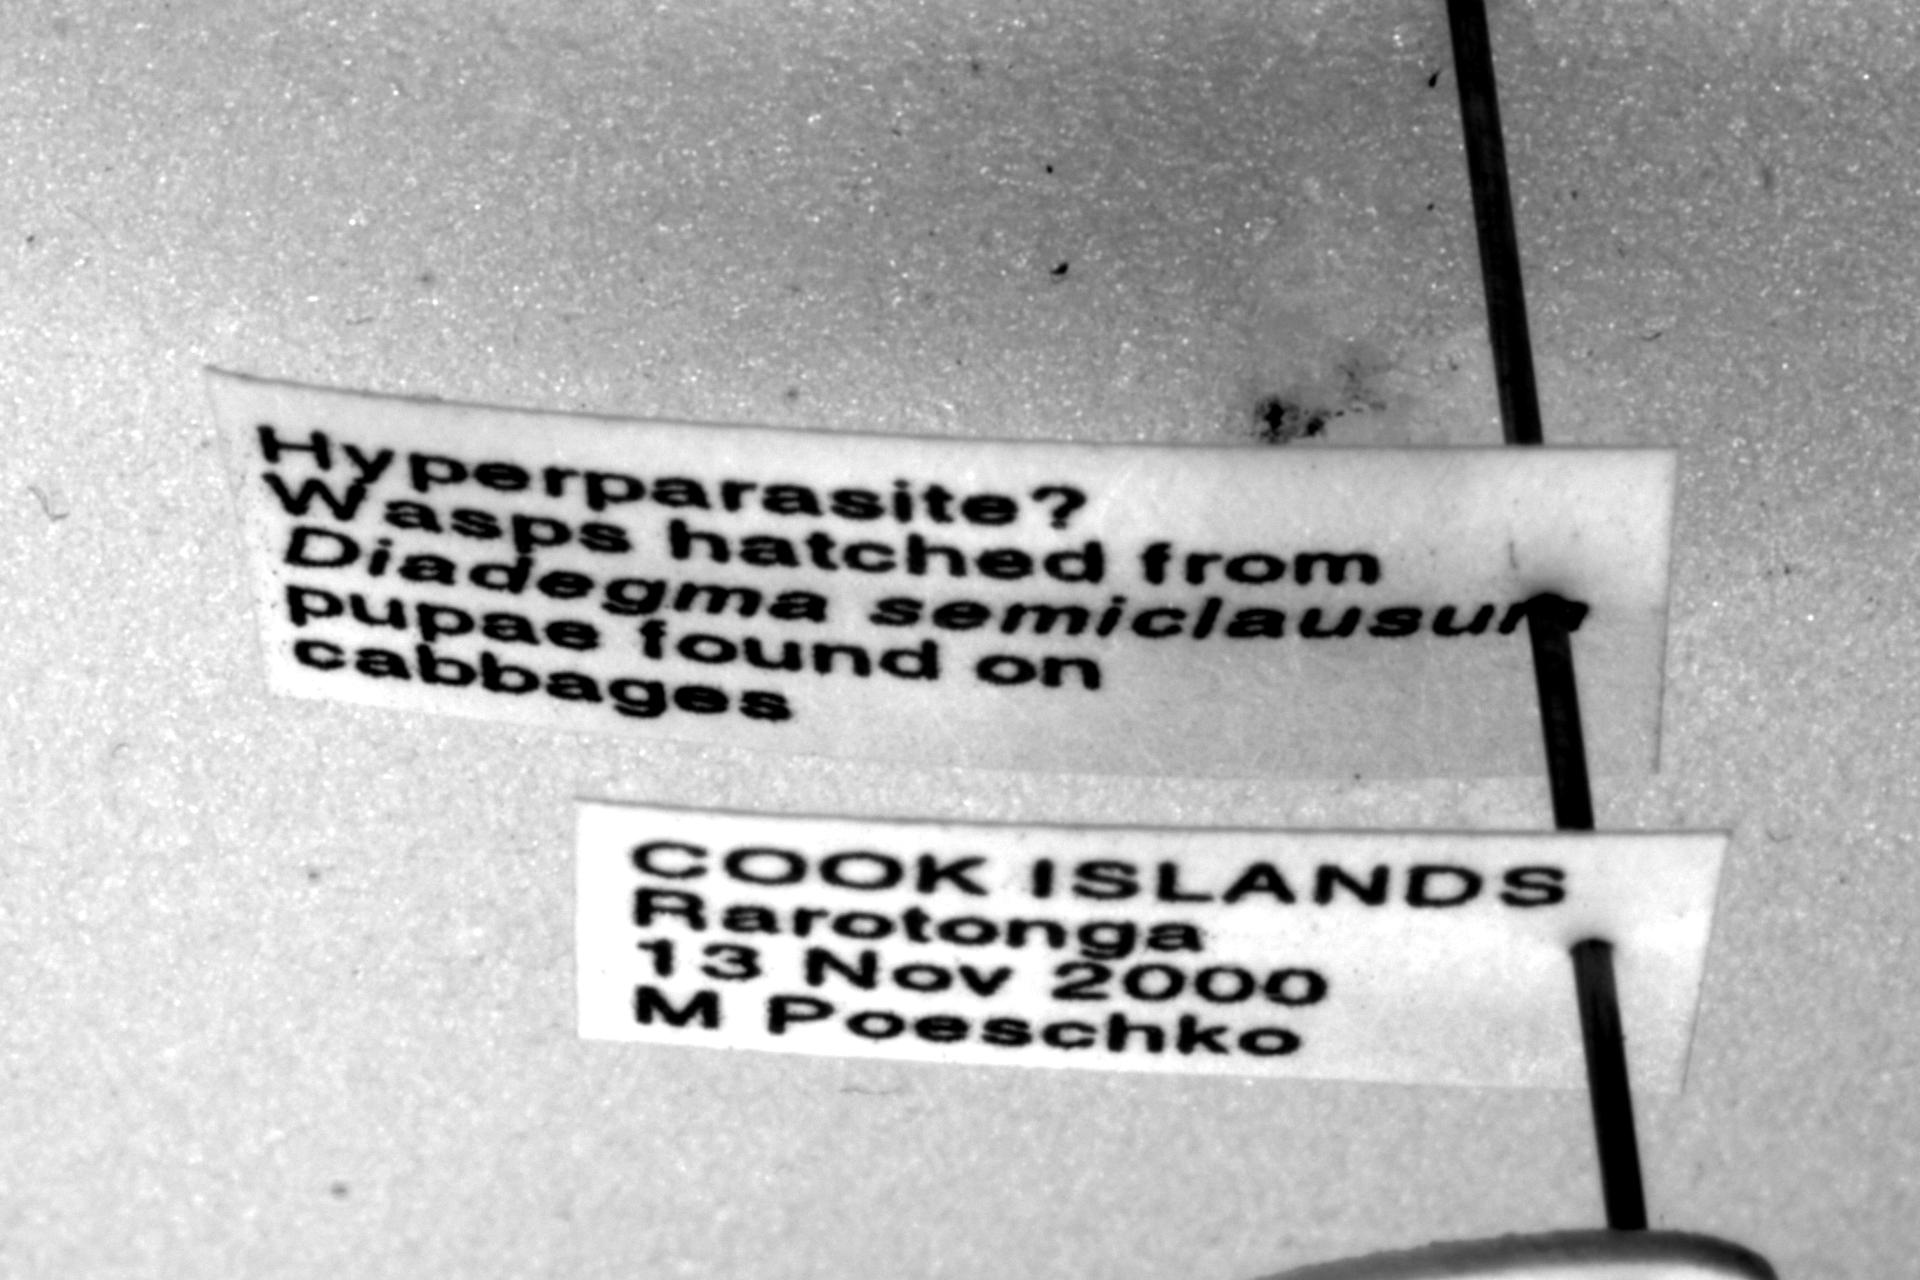 Hyperparasite?
Wasps hatched from
Diadegma semiclausum
pupae found on
cabbages
COOK ISLANDS
Rarotonga
13 Nov 2000
M Poeschko